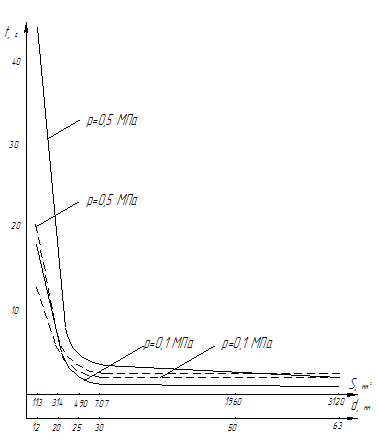 t, с
40
30
20
10
p=0,5 МПа
p=0,5 МПа
p=0,1 МПа
p=0,1 МПа
S, мм²
113 314 490 707 1960 3120
d, мм
12 20 25 30 50 63